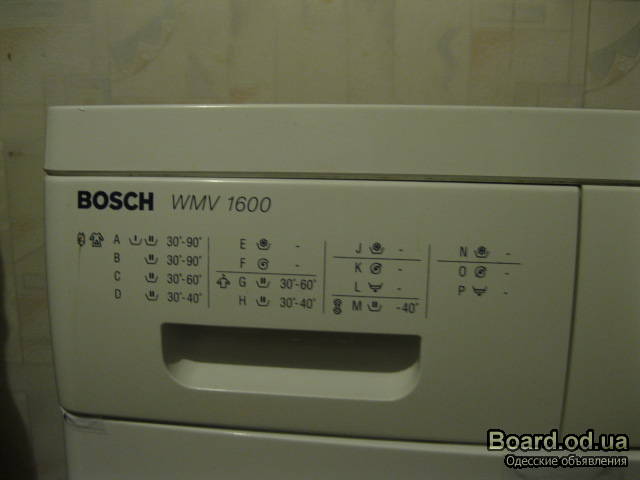 BOSCH WMV 1600
A 30°-90°
B 30°-90°
C 30°-60°
D 30°-40°
E -
F -
G 30°-60°
H 30°-40°
J -
K -
L -
M -40°
N -
O -
P -
Board.od.ua
Одесские объявления